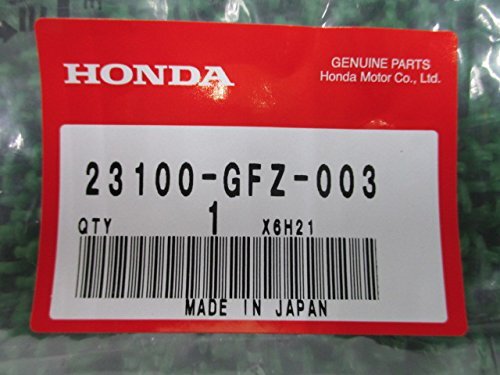 HONDA
GENUINE PARTS
Honda Motor Co., Ltd.
23100-GFZ-003
QTY 1 X6H21
MADE IN JAPAN